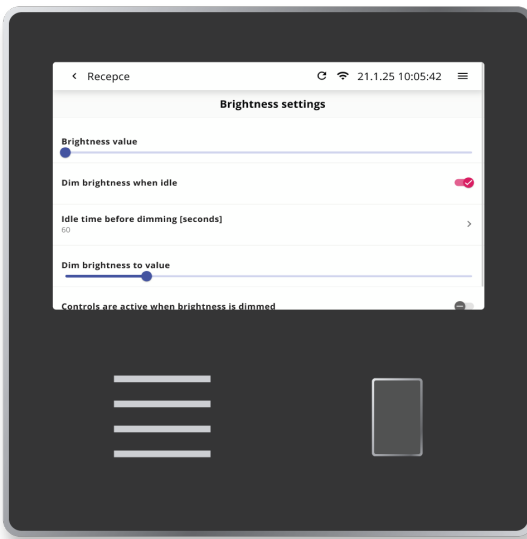 Recepce
21.1.25 10:05:42
Brightness settings
Brightness value
Dim brightness when idle
Idle time before dimming [seconds]
60
Dim brightness to value
Controls are active when brightness is dimmed